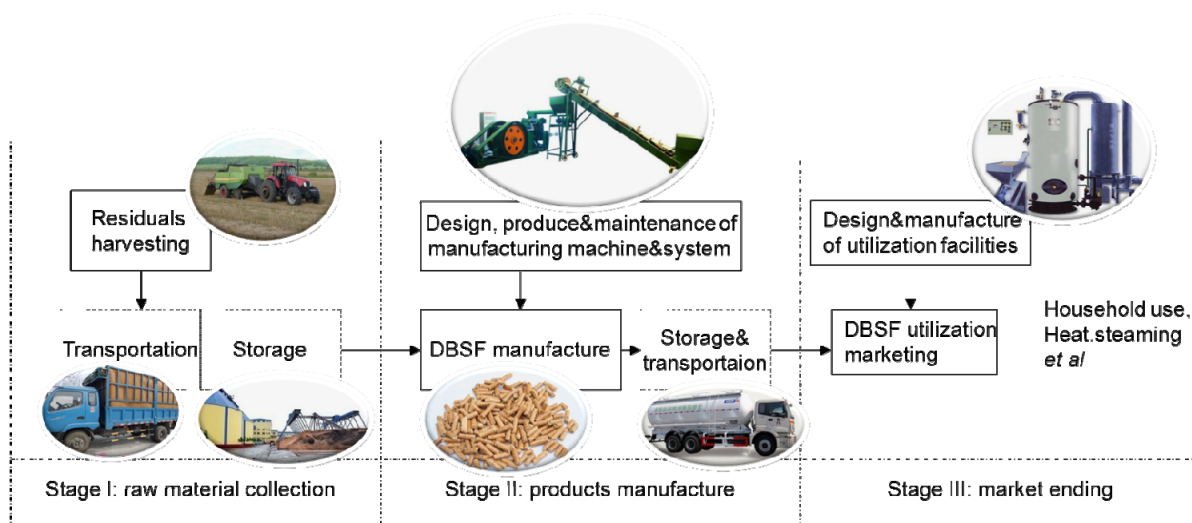 Residuals
harvesting
Design, produce&maintenance of
manufacturing machine&system
Design&manufacture
of utilization facilities
Transportation
Storage
DBSF manufacture
Storage&
transportaion
DBSF utilization
marketing
Household use,
Heat.steaming
et al
Stage I: raw material collection
Stage II: products manufacture
Stage III: market ending